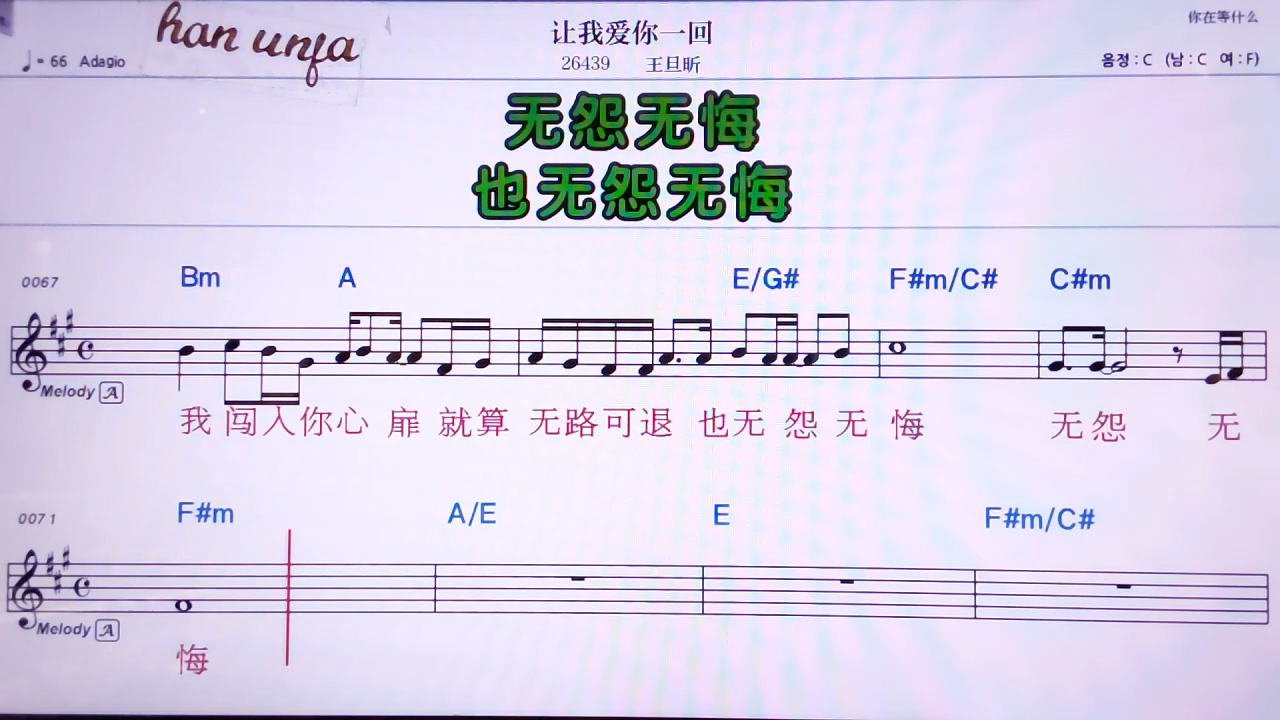 han unfa
让我爱你一回
你在等什么
♩= 66 Adagio
26439 王旦昕
음정 : C (남 : C 여 : F)
无怨无悔
也无怨无悔
0067 Bm A E/G# F#m/C# C#m
Melody A
我 闯入你心 扉 就算 无路可退 也无 怨 无 悔 无怨 无
0071 F#m A/E E F#m/C#
Melody A
悔